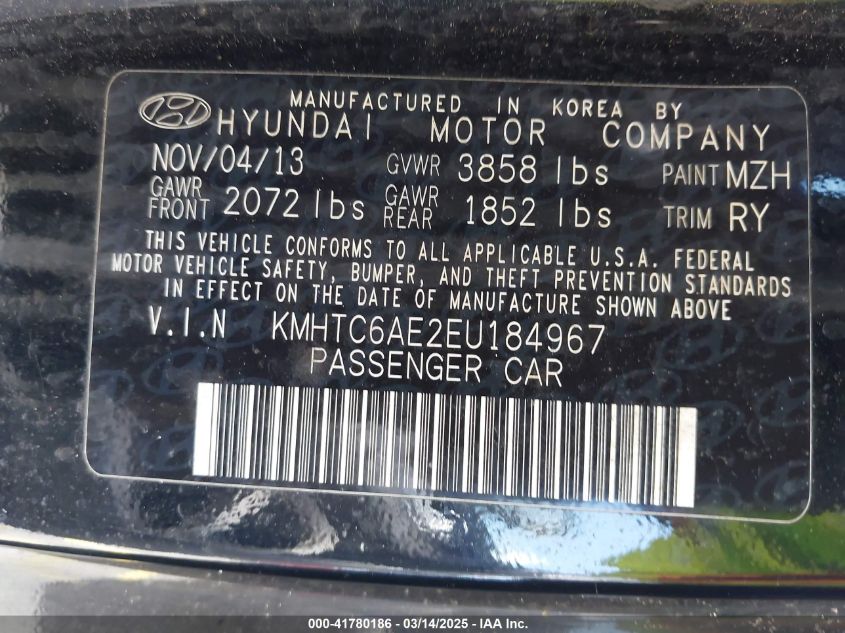 MANUFACTURED IN KOREA BY
HYUNDAI MOTOR COMPANY
NOV/04/13 GVWR 3858 lbs PAINT MZH
GAWR FRONT 2072 lbs GAWR REAR 1852 lbs TRIM RY
THIS VEHICLE CONFORMS TO ALL APPLICABLE U.S.A. FEDERAL
MOTOR VEHICLE SAFETY, BUMPER, AND THEFT PREVENTION STANDARDS
IN EFFECT ON THE DATE OF MANUFACTURE SHOWN ABOVE
V.I.N KMHTC6AE2EU184967
PASSENGER CAR
000-41780186 - 03/14/2025 - IAA Inc.